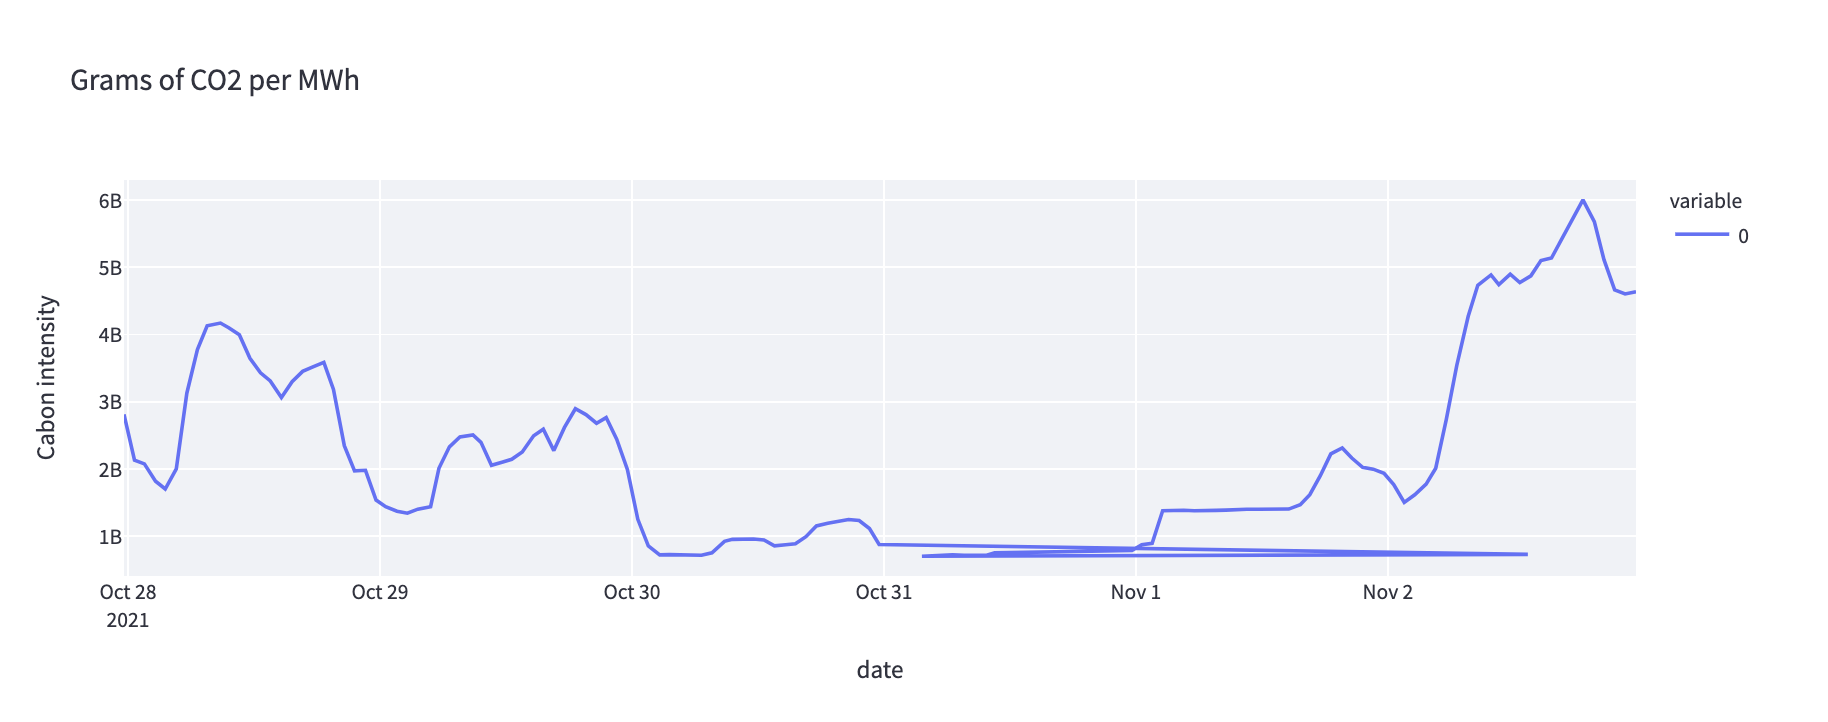 Grams of CO2 per MWh
variable
0
Cabon intensity
6B
5B
4B
3B
2B
1B
Oct 28
2021
Oct 29
Oct 30
Oct 31
Nov 1
Nov 2
date